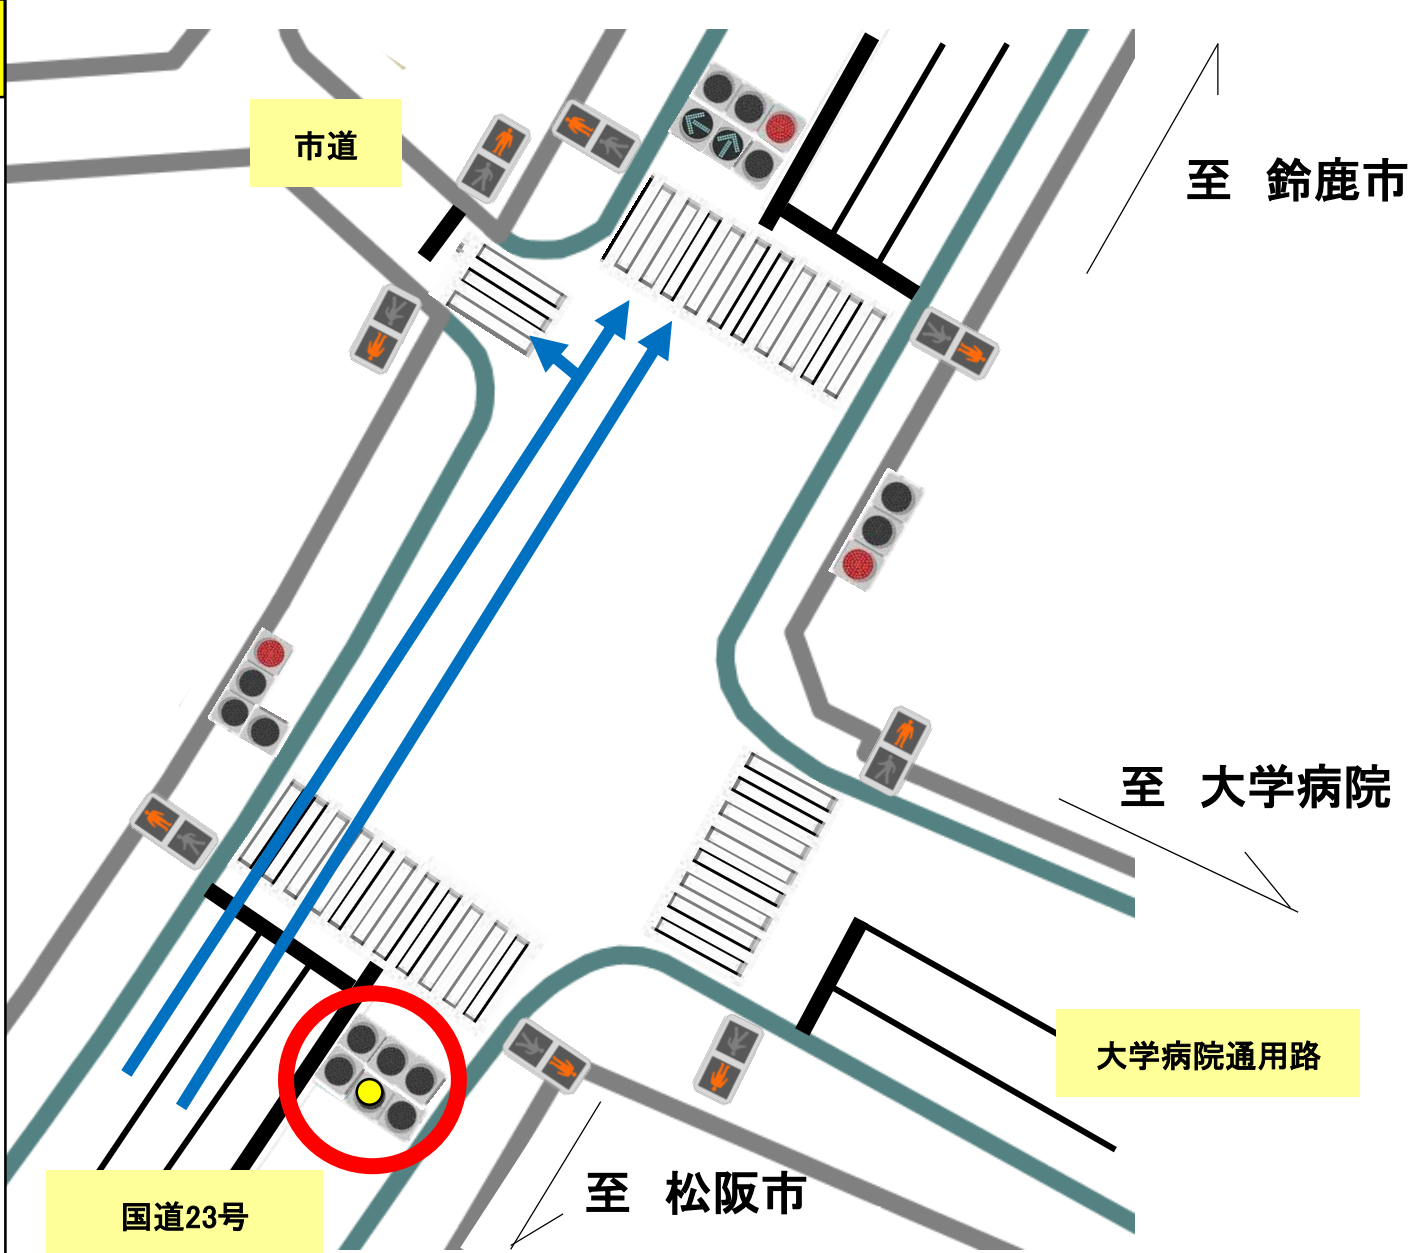 市道
至 鈴鹿市
至 大学病院
大学病院通用路
至 松阪市
国道23号